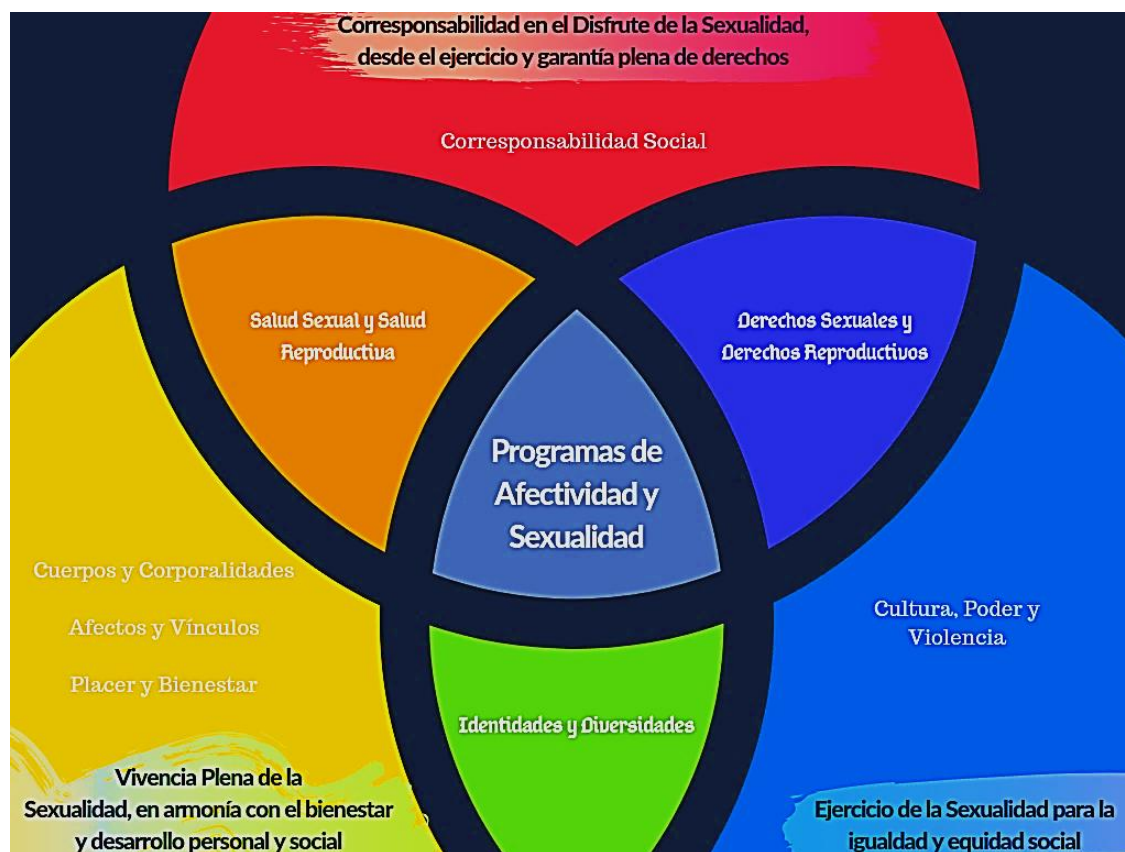 Corresponsabilidad en el Disfrute de la Sexualidad,
desde el ejercicio y garantía plena de derechos
Corresponsabilidad Social
Salud Sexual y Salud
Reproductiva
Derechos Sexuales y
Derechos Reproductivos
Programas de
Afectividad y
Sexualidad
Cuerpos y Corporalidades
Afectos y Vínculos
Placer y Bienestar
Cultura, Poder y
Violencia
Identidades y Diversidades
Vivencia Plena de la
Sexualidad, en armonía con el bienestar
y desarrollo personal y social
Ejercicio de la Sexualidad para la
igualdad y equidad social